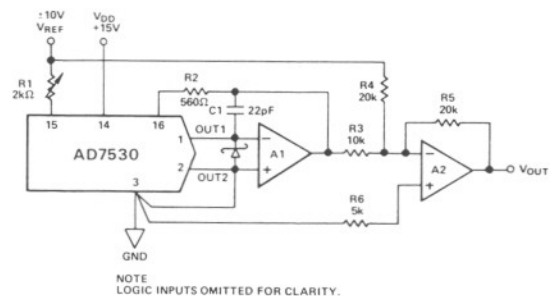 ±10V
VREF
VDD
+15V
R1
2kΩ
R2
560Ω
C1
22pF
R4
20k
R5
20k
15
14
16
1
OUT1
AD7530
A1
R3
10k
2
OUT2
3
A2
VOUT
R6
5k
GND
NOTE
LOGIC INPUTS OMITTED FOR CLARITY.